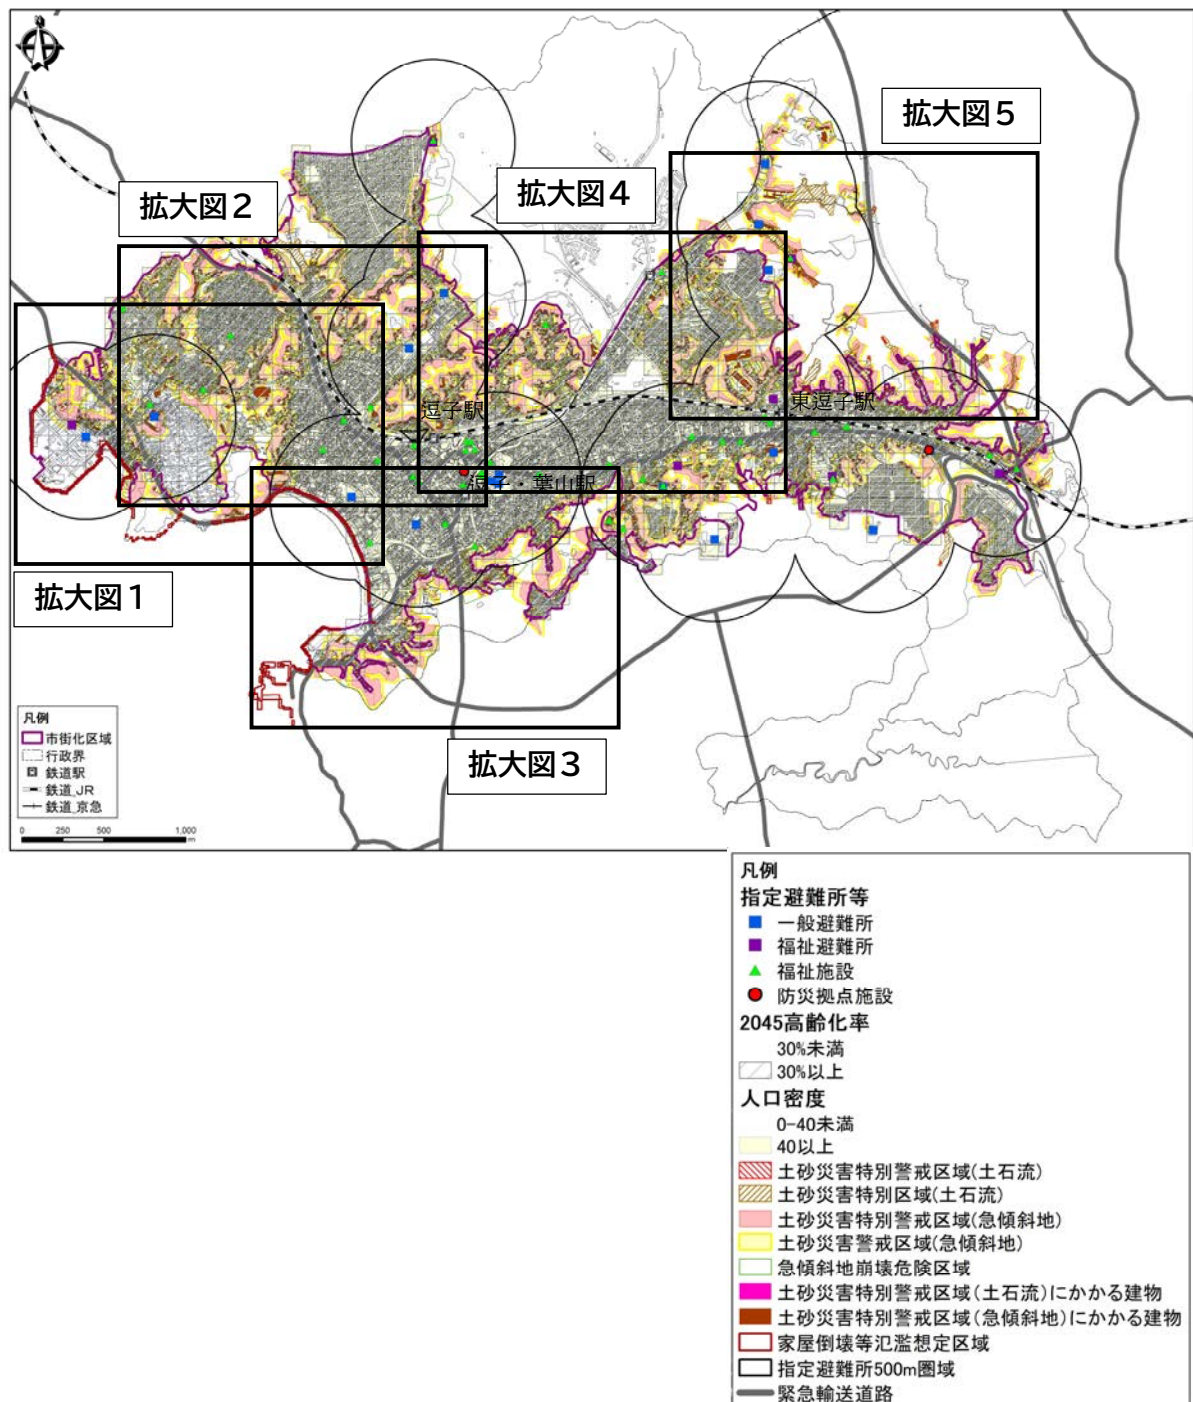 拡大図5
拡大図4
拡大図2
逗子駅
東逗子駅
逗子・葉山駅
拡大図1
拡大図3
凡例
市街化区域
行政界
鉄道駅
鉄道_JR
鉄道_京急
0 250 500 1,000
m
凡例
指定避難所等
一般避難所
福祉避難所
福祉施設
防災拠点施設
2045高齢化率
30%未満
30%以上
人口密度
0-40未満
40以上
土砂災害特別警戒区域(土石流)
土砂災害特別区域(土石流)
土砂災害特別警戒区域(急傾斜地)
土砂災害警戒区域(急傾斜地)
急傾斜地崩壊危険区域
土砂災害特別警戒区域(土石流)にかかる建物
土砂災害特別警戒区域(急傾斜地)にかかる建物
家屋倒壊等氾濫想定区域
指定避難所500m圏域
緊急輸送道路